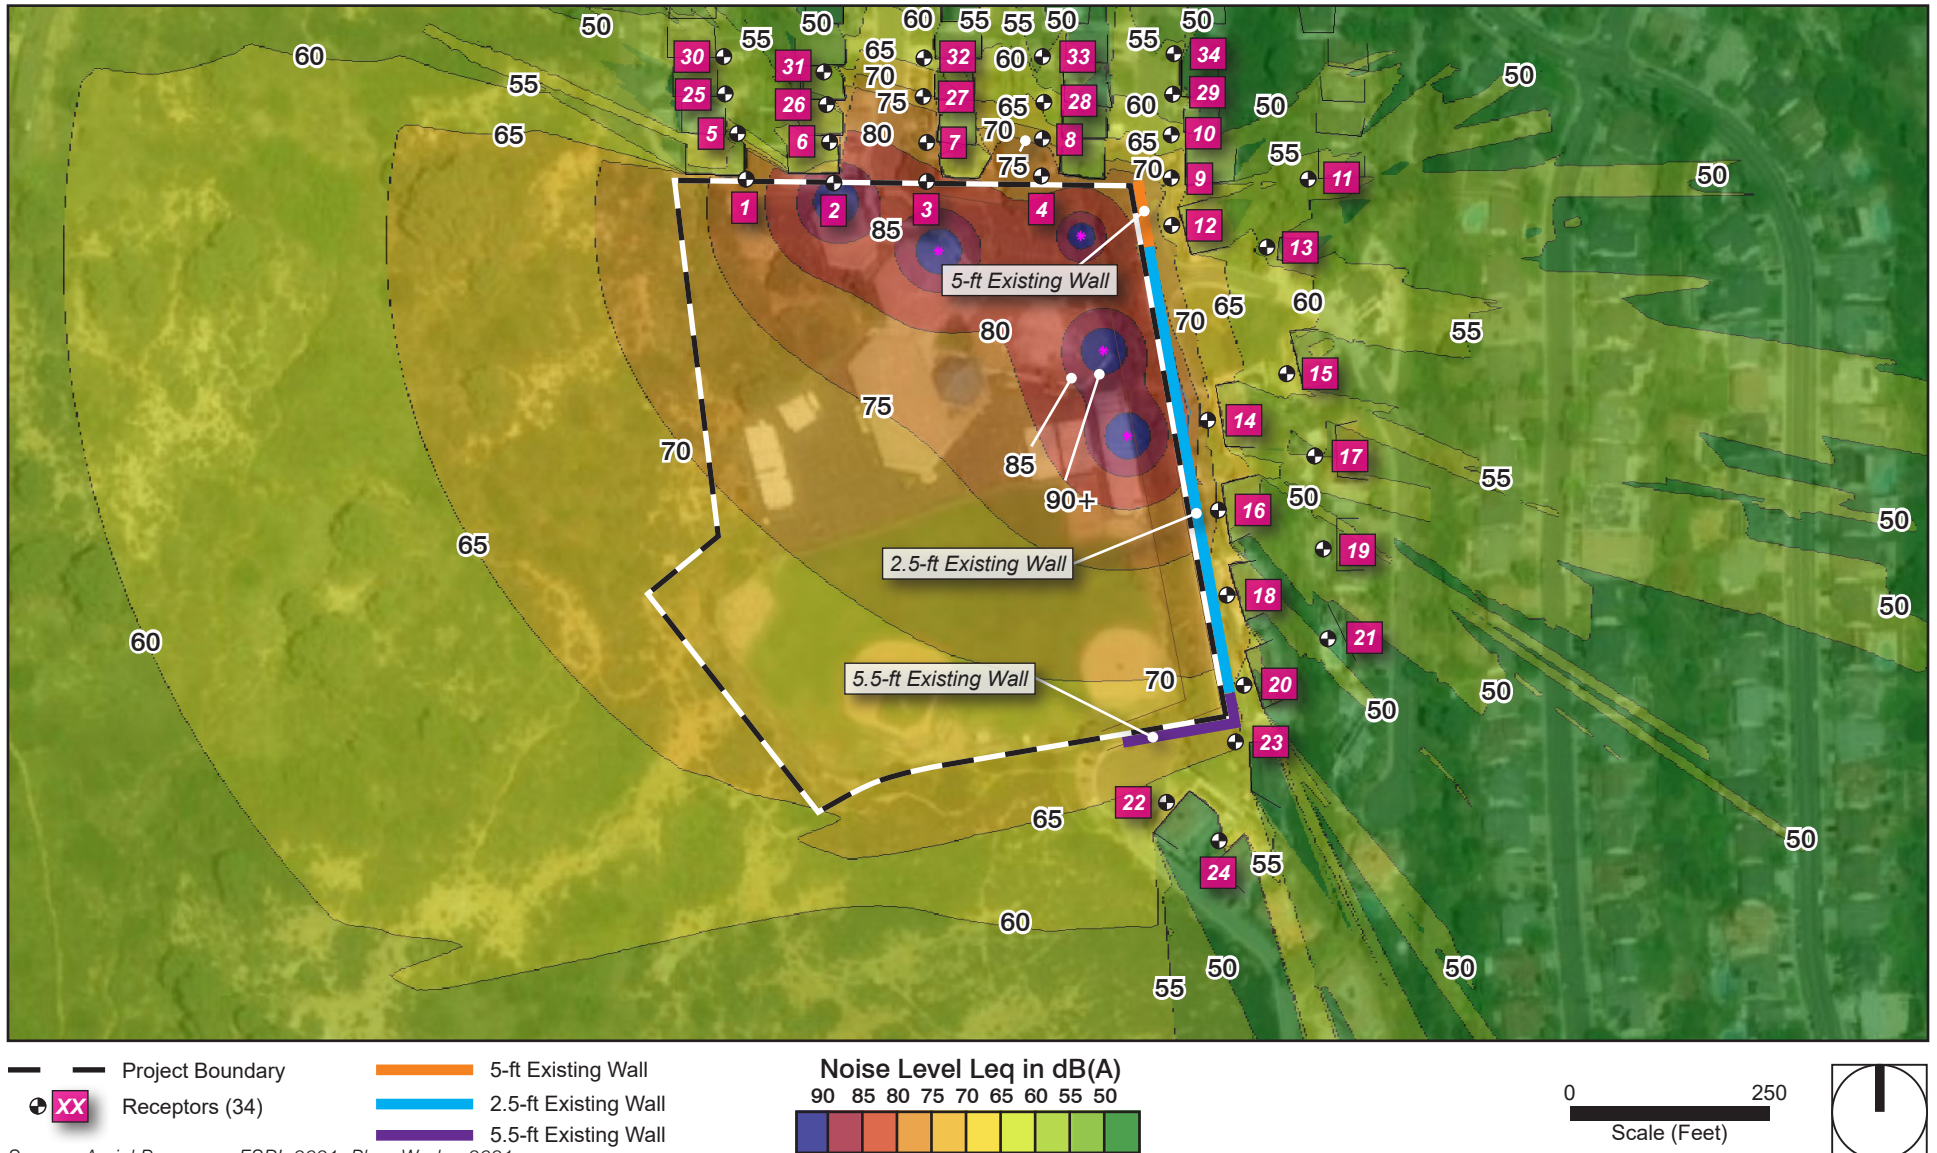 50 50 60 55 55 50 50
55 65 60 55
30 31 32 33 34
60 70 50
55 25 26 75 27 65 28 60 29 50
65 5 6 80 7 70 8 65 10 55
75 70 9 11 50
1 2 3 4 12
85 13
5-ft Existing Wall
60
65
70
80 55
15
75 14
70 85 17 55
90+ 16 50 50
65
2.5-ft Existing Wall
19
18 50
60 21
5.5-ft Existing Wall
70 20 50
50
23
22
65 50
24 55
60
50 50
55
Project Boundary
XX Receptors (34)
5-ft Existing Wall
2.5-ft Existing Wall
5.5-ft Existing Wall
Noise Level Leq in dB(A)
90 85 80 75 70 65 60 55 50
0 250
Scale (Feet)